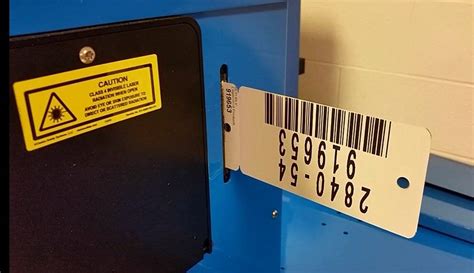 CAUTION
CLASS 4 INVISIBLE LASER
RADIATION WHEN OPEN
AVOID EYE OR SKIN EXPOSURE TO
DIRECT OR SCATTERED RADIATION
919653
2840-54
919653